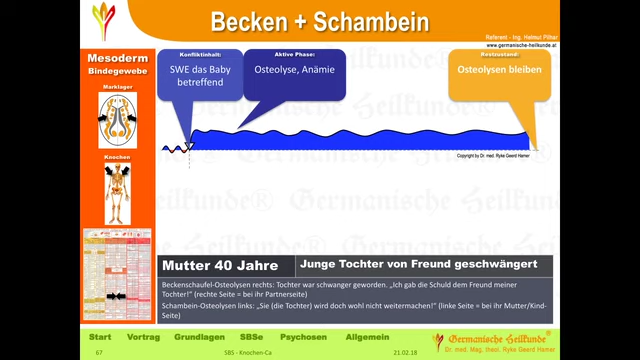 Becken + Schambein
Referent - Ing. Helmut Pilhar
www.germanische-heilkunde.at
Mesoderm
Bindegewebe
Marklager
Knochen
Konfliktinhalt:
SWE das Baby
betreffend
Aktive Phase:
Osteolyse, Anämie
Restzustand:
Osteolysen bleiben
Copyright by Dr. med. Ryke Geerd Hamer
Germanische Heilkunde®
Mutter 40 Jahre
Junge Tochter von Freund geschwängert
Beckenschaufel-Osteolysen rechts: Tochter war schwanger geworden. „Ich gab die Schuld dem Freund meiner
Tochter!“ (rechte Seite = bei ihr Partnerseite)
Schambein-Osteolysen links: „Sie (die Tochter) wird doch wohl nicht weitermachen!“ (linke Seite = bei ihr Mutter/Kind-
Seite)
Start Vortrag Grundlagen SBSe Psychosen Allgemein
Germanische Heilkunde®
Dr. med. Mag. theol. Ryke Geerd Hamer
67 SBS - Knochen-Ca 21.02.18